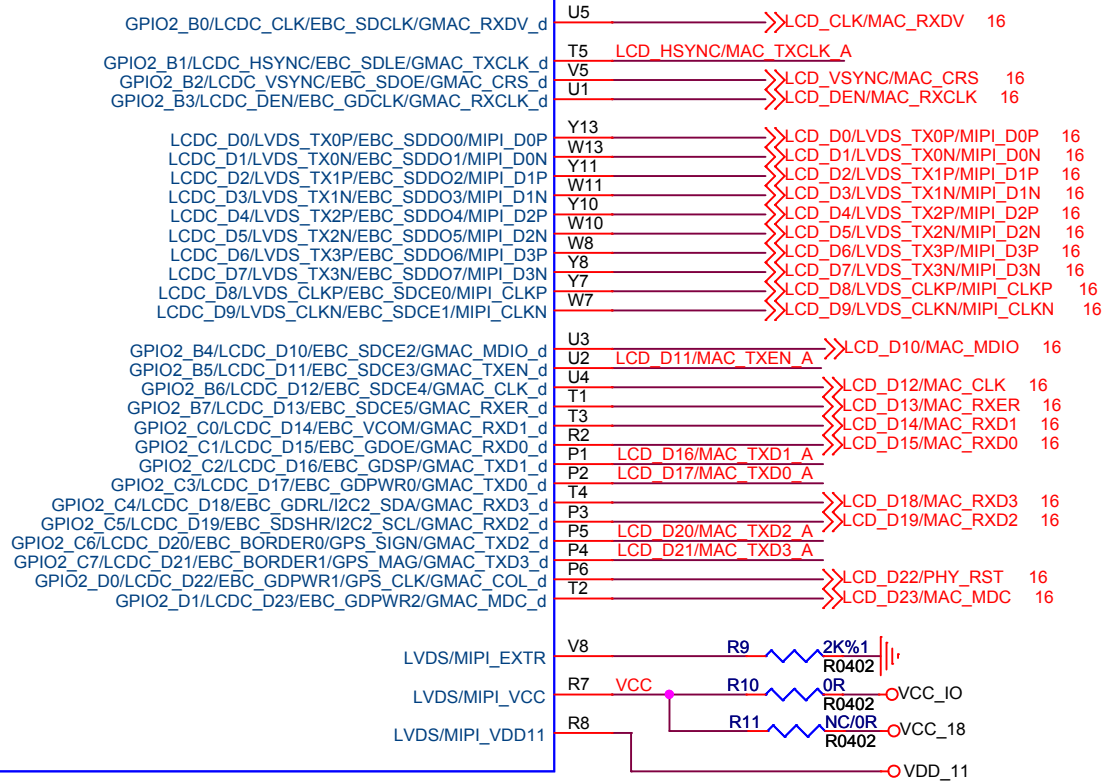 GPIO2_B0/LCDC_CLK/EBC_SDCLK/GMAC_RXDV_d U5 LCD_CLK/MAC_RXDV 16
GPIO2_B1/LCDC_HSYNC/EBC_SDLE/GMAC_TXCLK_d T5 LCD_HSYNC/MAC_TXCLK_A
GPIO2_B2/LCDC_VSYNC/EBC_SDOE/GMAC_CRS_d V5 LCD_VSYNC/MAC_CRS 16
GPIO2_B3/LCDC_DEN/EBC_GDCLK/GMAC_RXCLK_d U1 LCD_DEN/MAC_RXCLK 16
LCDC_D0/LVDS_TX0P/EBC_SDDO0/MIPI_D0P Y13 LCD_D0/LVDS_TX0P/MIPI_D0P 16
LCDC_D1/LVDS_TX0N/EBC_SDDO1/MIPI_D0N W13 LCD_D1/LVDS_TX0N/MIPI_D0N 16
LCDC_D2/LVDS_TX1P/EBC_SDDO2/MIPI_D1P Y11 LCD_D2/LVDS_TX1P/MIPI_D1P 16
LCDC_D3/LVDS_TX1N/EBC_SDDO3/MIPI_D1N W11 LCD_D3/LVDS_TX1N/MIPI_D1N 16
LCDC_D4/LVDS_TX2P/EBC_SDDO4/MIPI_D2P Y10 LCD_D4/LVDS_TX2P/MIPI_D2P 16
LCDC_D5/LVDS_TX2N/EBC_SDDO5/MIPI_D2N W10 LCD_D5/LVDS_TX2N/MIPI_D2N 16
LCDC_D6/LVDS_TX3P/EBC_SDDO6/MIPI_D3P W8 LCD_D6/LVDS_TX3P/MIPI_D3P 16
LCDC_D7/LVDS_TX3N/EBC_SDDO7/MIPI_D3N Y8 LCD_D7/LVDS_TX3N/MIPI_D3N 16
LCDC_D8/LVDS_CLKP/EBC_SDCE0/MIPI_CLKP Y7 LCD_D8/LVDS_CLKP/MIPI_CLKP 16
LCDC_D9/LVDS_CLKN/EBC_SDCE1/MIPI_CLKN W7 LCD_D9/LVDS_CLKN/MIPI_CLKN 16
GPIO2_B4/LCDC_D10/EBC_SDCE2/GMAC_MDIO_d U3 LCD_D10/MAC_MDIO 16
GPIO2_B5/LCDC_D11/EBC_SDCE3/GMAC_TXEN_d U2 LCD_D11/MAC_TXEN_A
GPIO2_B6/LCDC_D12/EBC_SDCE4/GMAC_CLK_d U4 LCD_D12/MAC_CLK 16
GPIO2_B7/LCDC_D13/EBC_SDCE5/GMAC_RXER_d T1 LCD_D13/MAC_RXER 16
GPIO2_C0/LCDC_D14/EBC_VCOM/GMAC_RXD1_d T3 LCD_D14/MAC_RXD1 16
GPIO2_C1/LCDC_D15/EBC_GDOE/GMAC_RXD0_d R2 LCD_D15/MAC_RXD0 16
GPIO2_C2/LCDC_D16/EBC_GDSP/GMAC_TXD1_d P1 LCD_D16/MAC_TXD1_A
GPIO2_C3/LCDC_D17/EBC_GDPWR0/GMAC_TXD0_d P2 LCD_D17/MAC_TXD0_A
GPIO2_C4/LCDC_D18/EBC_GDRL/I2C2_SDA/GMAC_RXD3_d T4 LCD_D18/MAC_RXD3 16
GPIO2_C5/LCDC_D19/EBC_SDSHR/I2C2_SCL/GMAC_RXD2_d P3 LCD_D19/MAC_RXD2 16
GPIO2_C6/LCDC_D20/EBC_BORDER0/GPS_SIGN/GMAC_TXD2_d P5 LCD_D20/MAC_TXD2_A
GPIO2_C7/LCDC_D21/EBC_BORDER1/GPS_MAG/GMAC_TXD3_d P4 LCD_D21/MAC_TXD3_A
GPIO2_D0/LCDC_D22/EBC_GDPWR1/GPS_CLK/GMAC_COL_d P6 LCD_D22/PHY_RST 16
GPIO2_D1/LCDC_D23/EBC_GDPWR2/GMAC_MDC_d T2 LCD_D23/MAC_MDC 16
LVDS/MIPI_EXTR V8 R9 2K%1
R0402
LVDS/MIPI_VCC R7 VCC R10 0R VCC_IO
R0402
R11 NC/0R VCC_18
R0402
LVDS/MIPI_VDD11 R8
VDD_11